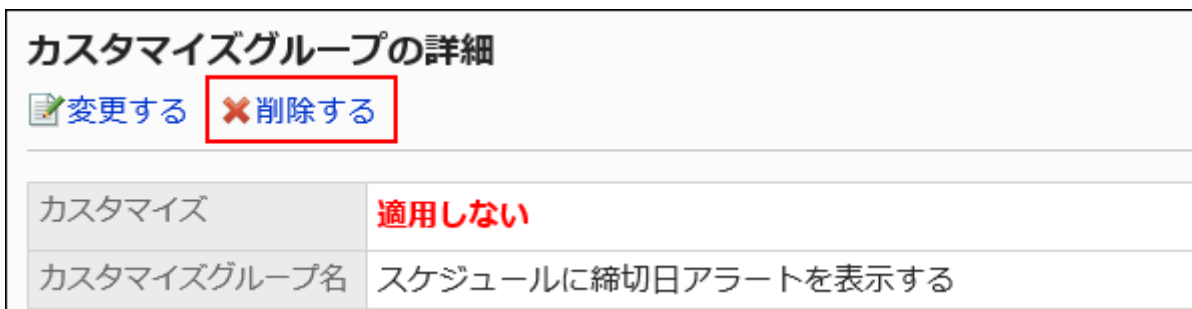 カスタマイズグループの詳細
変更する 削除する
カスタマイズ 適用しない
カスタマイズグループ名 スケジュールに締切日アラートを表示する